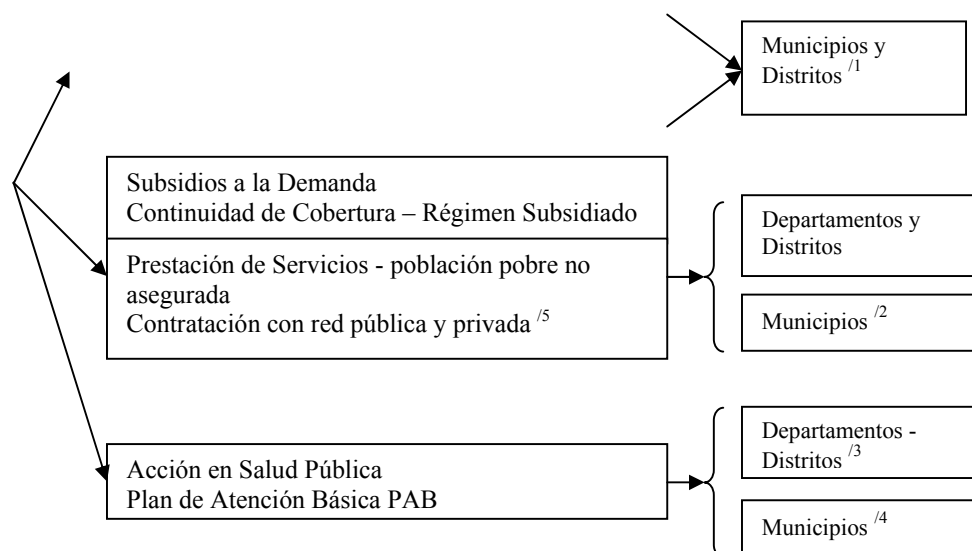 Municipios y
Distritos /1
Subsidios a la Demanda
Continuidad de Cobertura – Régimen Subsidiado
Prestación de Servicios - población pobre no
asegurada
Contratación con red pública y privada /5
Departamentos y
Distritos
Municipios /2
Acción en Salud Pública
Plan de Atención Básica PAB
Departamentos -
Distritos /3
Municipios /4